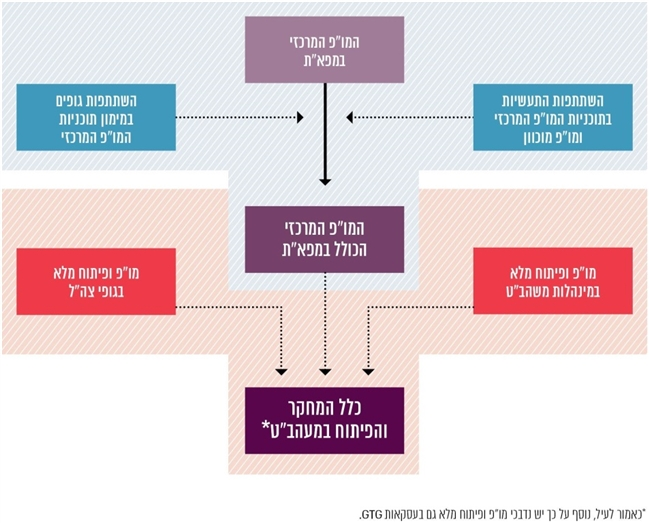 המו"פ המרכזי
במפא"ת
השתתפות התעשיות
בתוכניות המו"פ המרכזי
ומו"פ מוכוון
השתתפות גופים
במימון תוכניות
המו"פ המרכזי
המו"פ המרכזי
הכולל במפא"ת
מו"פ ופיתוח מלא
במינהלות משהב"ט
מו"פ ופיתוח מלא
בגופי צה"ל
כלל המחקר
והפיתוח במעהב"ט*
*כאמור לעיל, נוסף על כך יש נדבכי מו"פ ופיתוח מלא גם בעסקאות GTG.